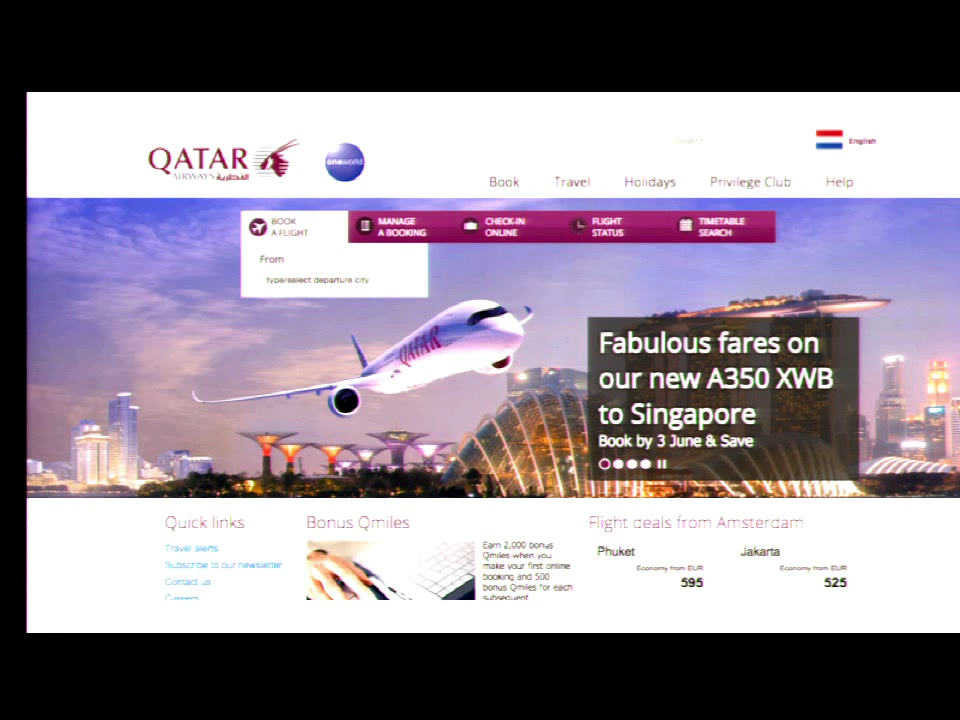 QATAR
AIRWAYS القطرية
oneworld
Search
English
Book
Travel
Holidays
Privilege Club
Help
BOOK
A FLIGHT
MANAGE
A BOOKING
CHECK-IN
ONLINE
FLIGHT
STATUS
TIMETABLE
SEARCH
From
type/select departure city
QATAR
Fabulous fares on
our new A350 XWB
to Singapore
Book by 3 June & Save
Quick links
Travel alerts
Subscribe to our newsletter
Contact us
Careers
Bonus Qmiles
Earn 2,000 bonus
Qmiles when you
make your first online
booking and 500
bonus Qmiles for each
subsequent
Flight deals from Amsterdam
Phuket
Economy from EUR
595
Jakarta
Economy from EUR
525